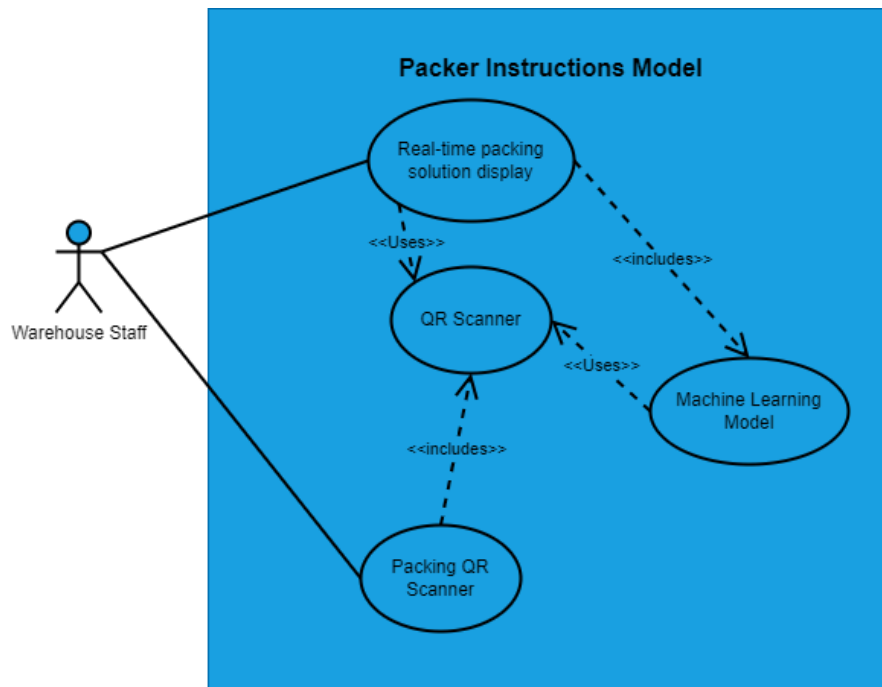 Packer Instructions Model
Real-time packing
solution display
<<Uses>>
<<includes>>
QR Scanner
Warehouse Staff
<<Uses>>
Machine Learning
Model
<<includes>>
Packing QR
Scanner